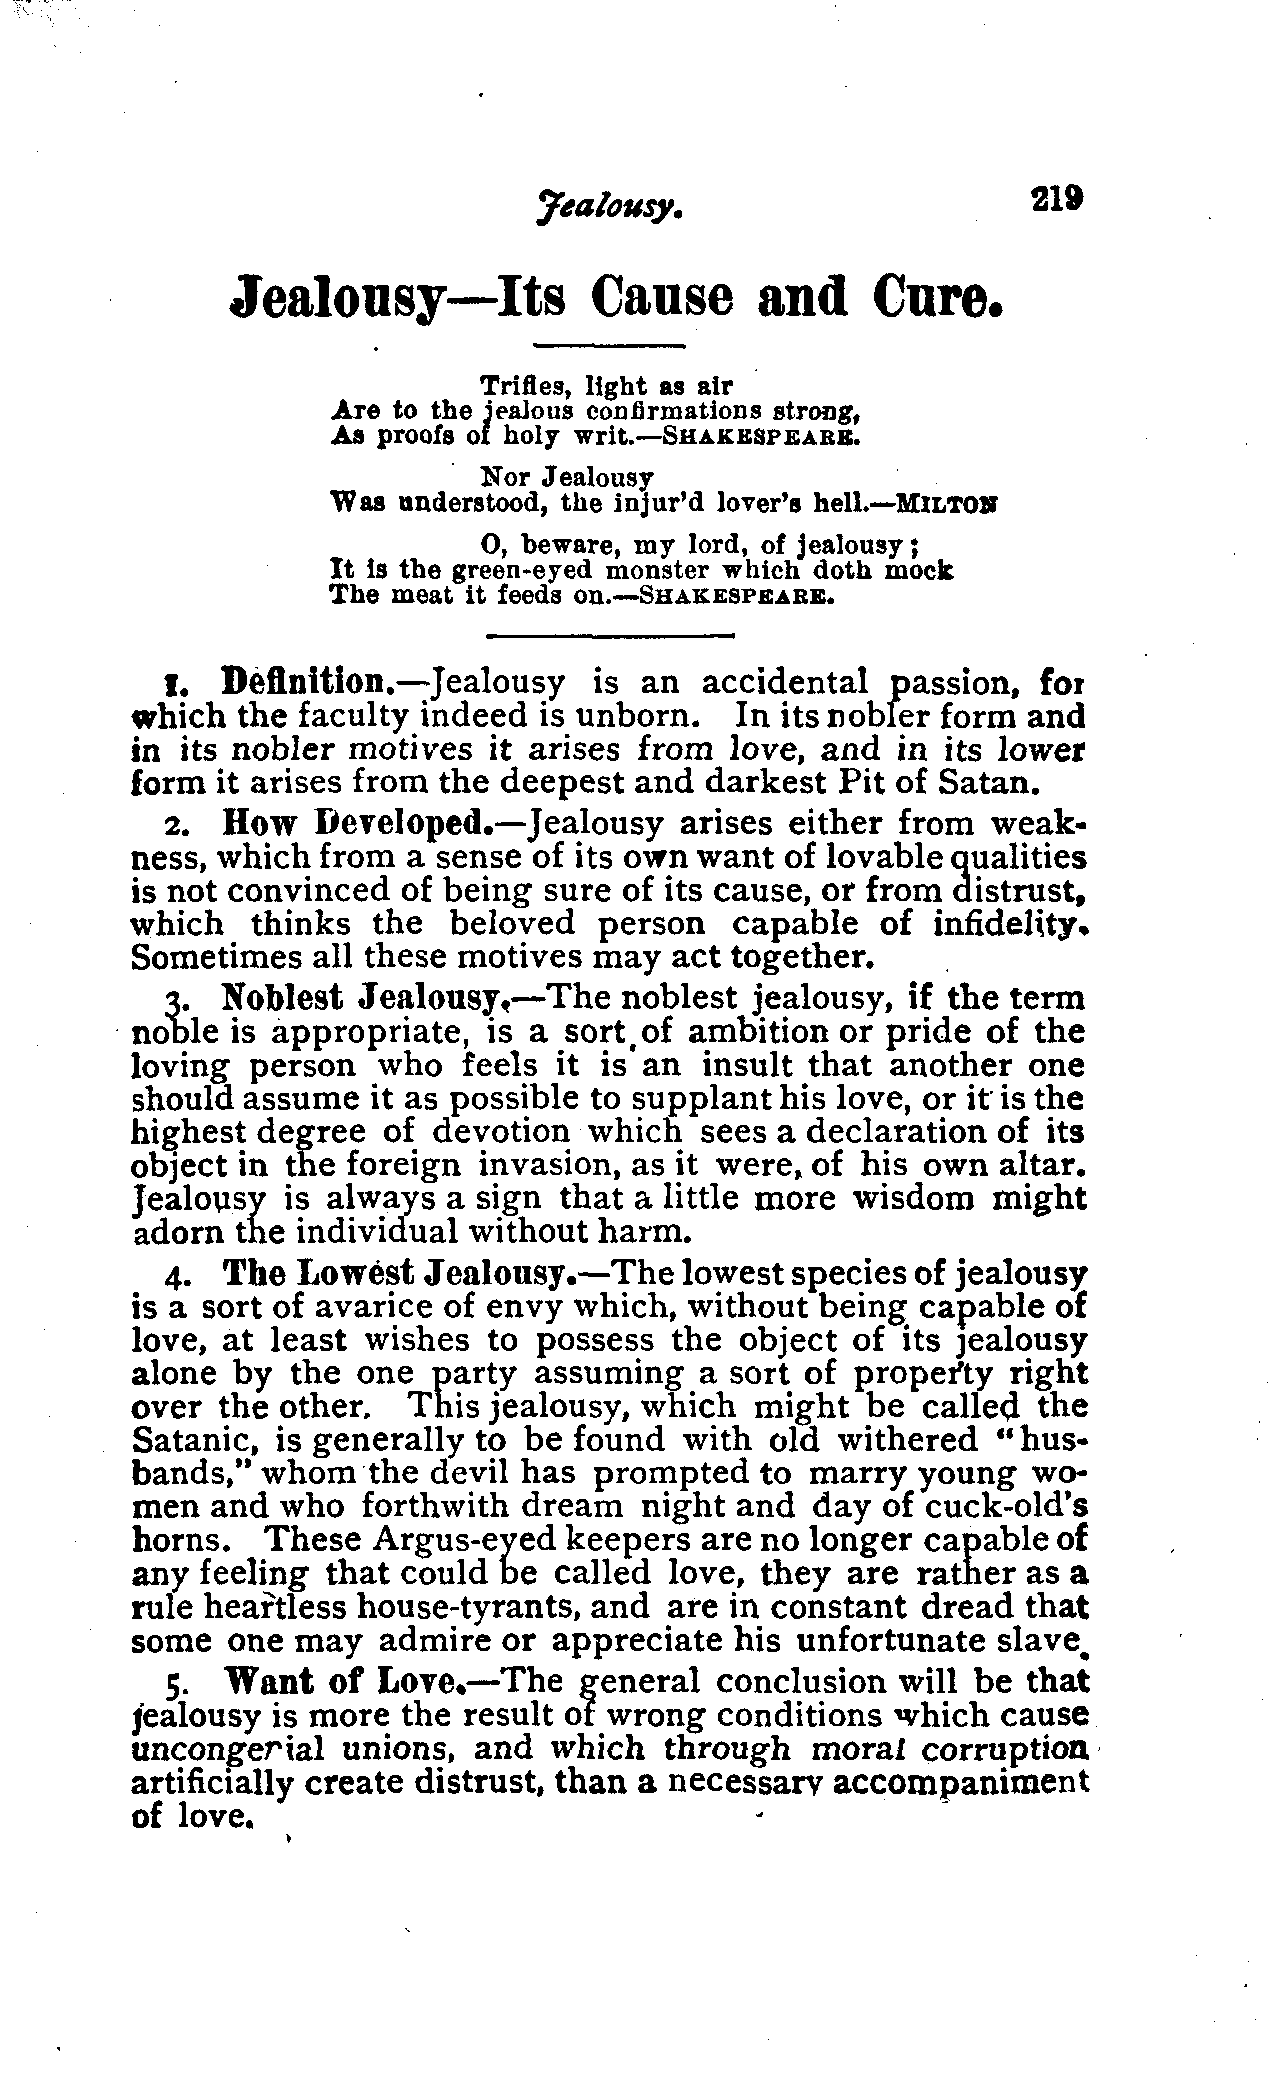 Jealousy. 219
Jealousy—Its Cause and Cure.
Trifles, light as air
Are to the jealous confirmations strong,
As proofs of holy writ.—SHAKESPEARE.
Nor Jealousy
Was understood, the injur'd lover's hell.—MILTON
O, beware, my lord, of jealousy;
It is the green-eyed monster which doth mock
The meat it feeds on.—SHAKESPEARE.
1. Definition.—Jealousy is an accidental passion, for
which the faculty indeed is unborn. In its nobler form and
in its nobler motives it arises from love, and in its lower
form it arises from the deepest and darkest Pit of Satan.
2. How Developed.—Jealousy arises either from weak-
ness, which from a sense of its own want of lovable qualities
is not convinced of being sure of its cause, or from distrust,
which thinks the beloved person capable of infidelity.
Sometimes all these motives may act together.
3. Noblest Jealousy.—The noblest jealousy, if the term
noble is appropriate, is a sort of ambition or pride of the
loving person who feels it is an insult that another one
should assume it as possible to supplant his love, or it is the
highest degree of devotion which sees a declaration of its
object in the foreign invasion, as it were, of his own altar.
Jealousy is always a sign that a little more wisdom might
adorn the individual without harm.
4. The Lowest Jealousy.—The lowest species of jealousy
is a sort of avarice of envy which, without being capable of
love, at least wishes to possess the object of its jealousy
alone by the one party assuming a sort of property right
over the other. This jealousy, which might be called the
Satanic, is generally to be found with old withered "hus-
bands," whom the devil has prompted to marry young wo-
men and who forthwith dream night and day of cuck-old's
horns. These Argus-eyed keepers are no longer capable of
any feeling that could be called love, they are rather as a
rule heartless house-tyrants, and are in constant dread that
some one may admire or appreciate his unfortunate slave.
5. Want of Love.—The general conclusion will be that
jealousy is more the result of wrong conditions which cause
uncongenial unions, and which through moral corruption
artificially create distrust, than a necessary accompaniment
of love.